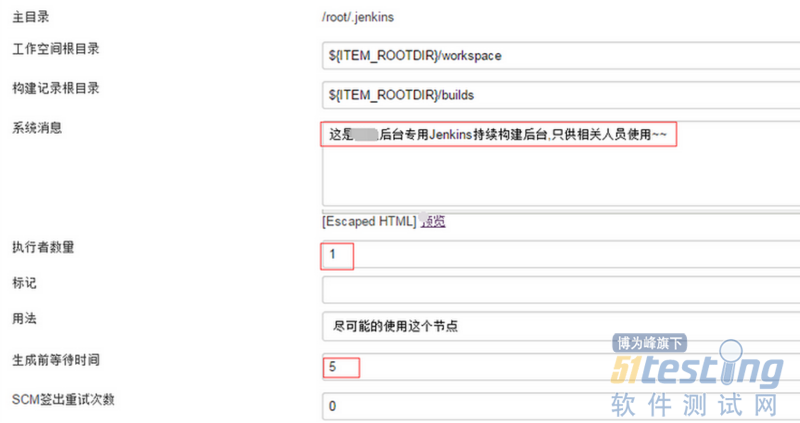 主目录 /root/.jenkins
工作空间根目录 ${ITEM_ROOTDIR}/workspace
构建记录根目录 ${ITEM_ROOTDIR}/builds
系统消息 这是 后台专用Jenkins持续构建后台,只供相关人员使用~~
[Escaped HTML] 预览
执行者数量 1
标记
用法 尽可能的使用这个节点
生成前等待时间 5
SCM签出重试次数 0
博为峰旗下
51testing
软件测试网